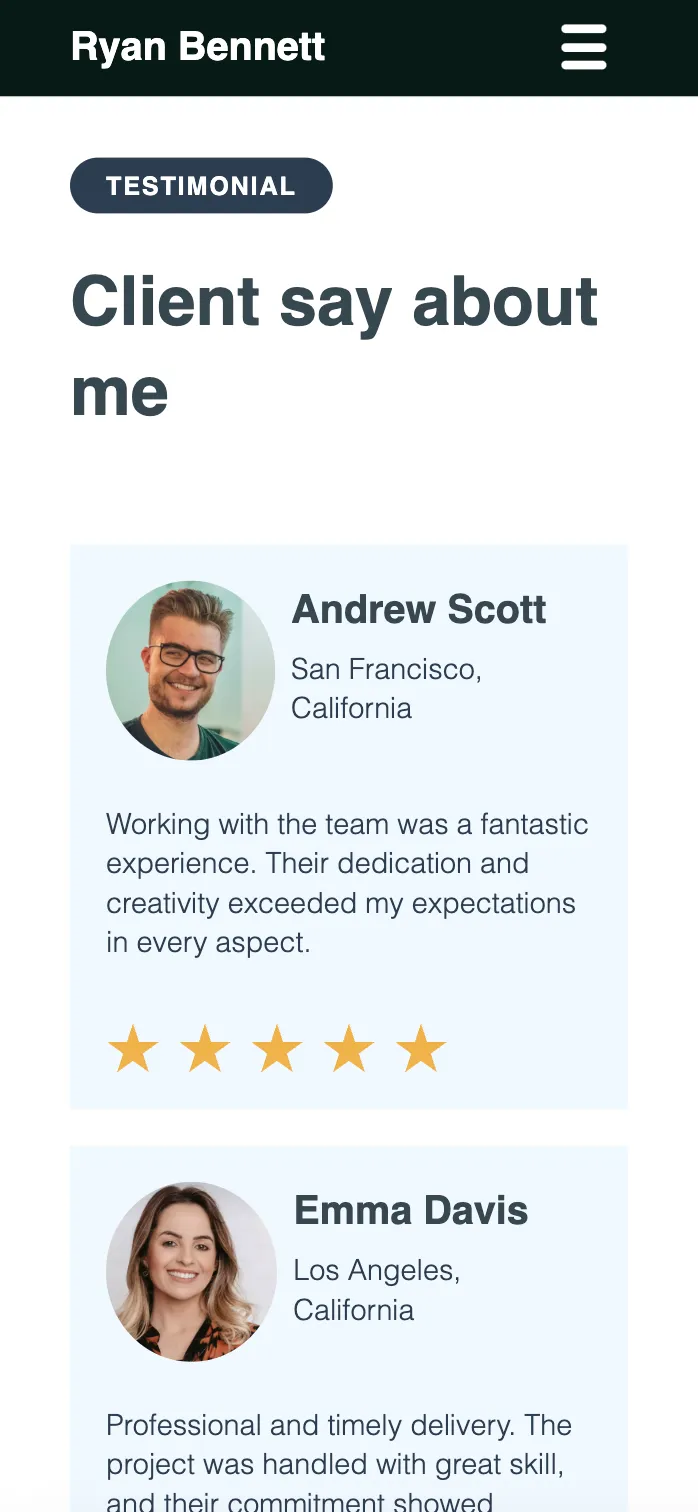 Ryan Bennett
TESTIMONIAL
Client say about
me
Andrew Scott
San Francisco,
California
Working with the team was a fantastic
experience. Their dedication and
creativity exceeded my expectations
in every aspect.
Emma Davis
Los Angeles,
California
Professional and timely delivery. The
project was handled with great skill,
and their commitment showed